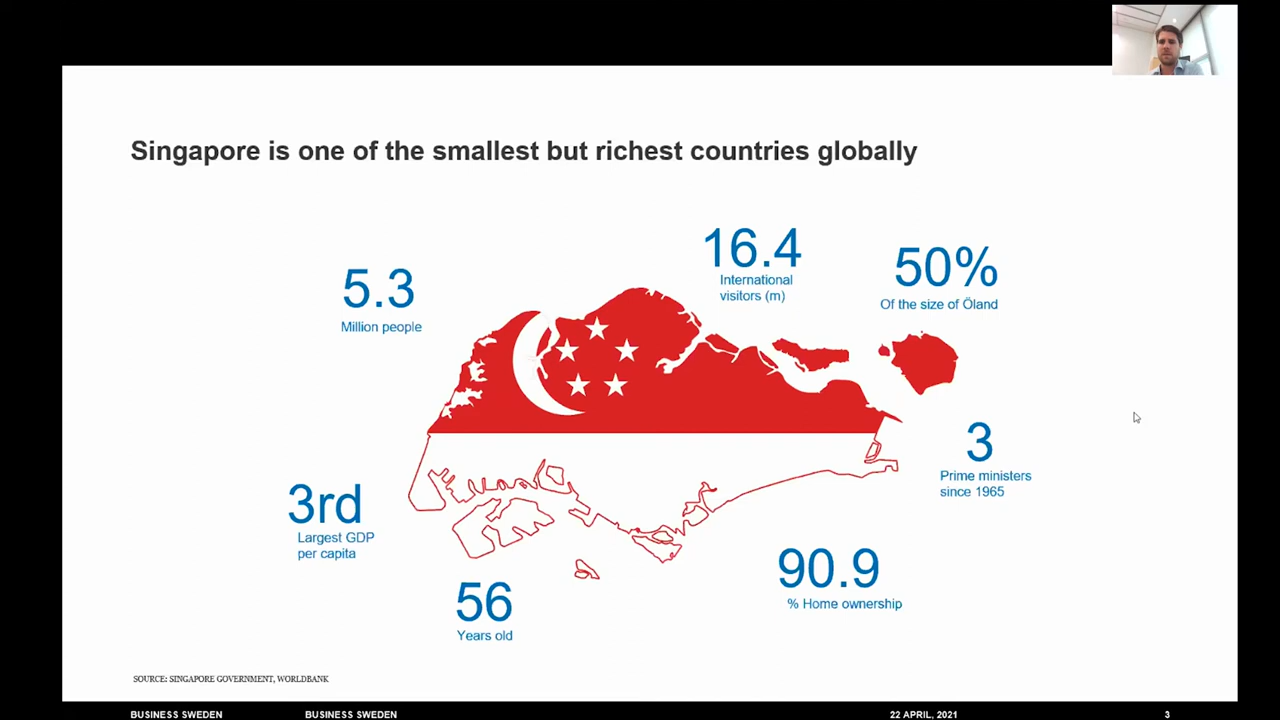 Singapore is one of the smallest but richest countries globally
16.4
International
visitors (m)
50%
Of the size of Öland
5.3
Million people
3
Prime ministers
since 1965
3rd
Largest GDP
per capita
90.9
% Home ownership
56
Years old
SOURCE: SINGAPORE GOVERNMENT, WORLDBANK
BUSINESS SWEDEN BUSINESS SWEDEN 22 APRIL, 2021 3